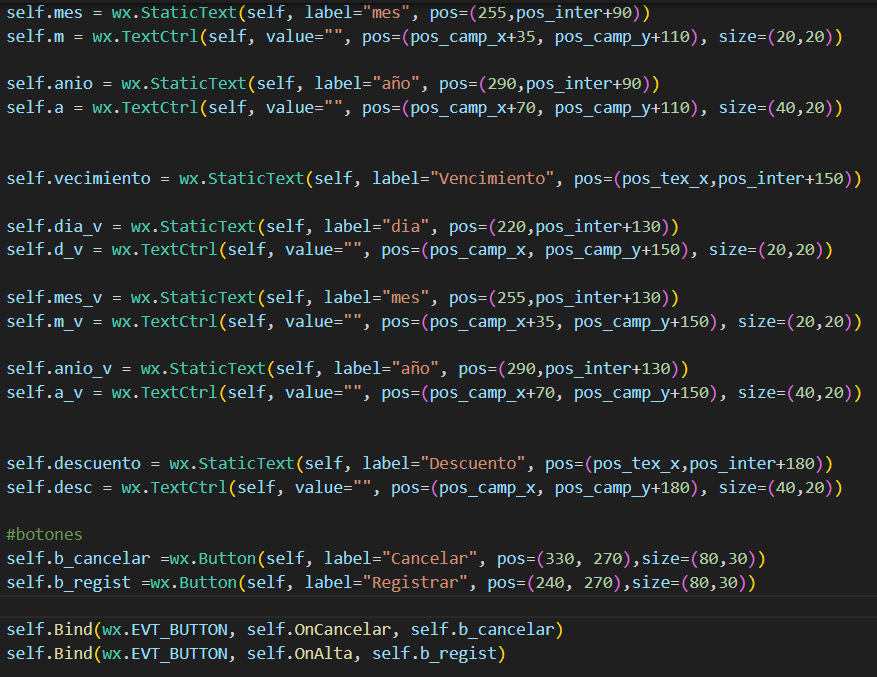 self.mes = wx.StaticText(self, label="mes", pos=(255,pos_inter+90))
self.m = wx.TextCtrl(self, value="", pos=(pos_camp_x+35, pos_camp_y+110), size=(20,20))
self.anio = wx.StaticText(self, label="año", pos=(290,pos_inter+90))
self.a = wx.TextCtrl(self, value="", pos=(pos_camp_x+70, pos_camp_y+110), size=(40,20))
self.vecimiento = wx.StaticText(self, label="Vencimiento", pos=(pos_tex_x,pos_inter+150))
self.dia_v = wx.StaticText(self, label="dia", pos=(220,pos_inter+130))
self.d_v = wx.TextCtrl(self, value="", pos=(pos_camp_x, pos_camp_y+150), size=(20,20))
self.mes_v = wx.StaticText(self, label="mes", pos=(255,pos_inter+130))
self.m_v = wx.TextCtrl(self, value="", pos=(pos_camp_x+35, pos_camp_y+150), size=(20,20))
self.anio_v = wx.StaticText(self, label="año", pos=(290,pos_inter+130))
self.a_v = wx.TextCtrl(self, value="", pos=(pos_camp_x+70, pos_camp_y+150), size=(40,20))
self.descuento = wx.StaticText(self, label="Descuento", pos=(pos_tex_x,pos_inter+180))
self.desc = wx.TextCtrl(self, value="", pos=(pos_camp_x, pos_camp_y+180), size=(40,20))
#botones
self.b_cancelar =wx.Button(self, label="Cancelar", pos=(330, 270),size=(80,30))
self.b_regist =wx.Button(self, label="Registrar", pos=(240, 270),size=(80,30))
self.Bind(wx.EVT_BUTTON, self.OnCancelar, self.b_cancelar)
self.Bind(wx.EVT_BUTTON, self.OnAlta, self.b_regist)